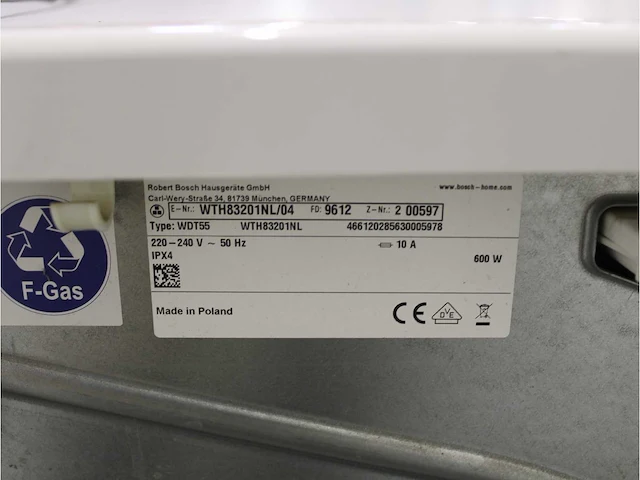 Robert Bosch Hausgeräte GmbH
Carl-Wery-Straße 34, 81739 München, GERMANY
www.bosch-home.com
E-Nr.: WTH83201NL/04 FD: 9612 Z-Nr.: 2 00597
Type: WDT55 WTH83201NL 466120285630005978
220-240 V ~ 50 Hz 10 A
IPX4 600 W
Made in Poland
CE DVE
F-Gas